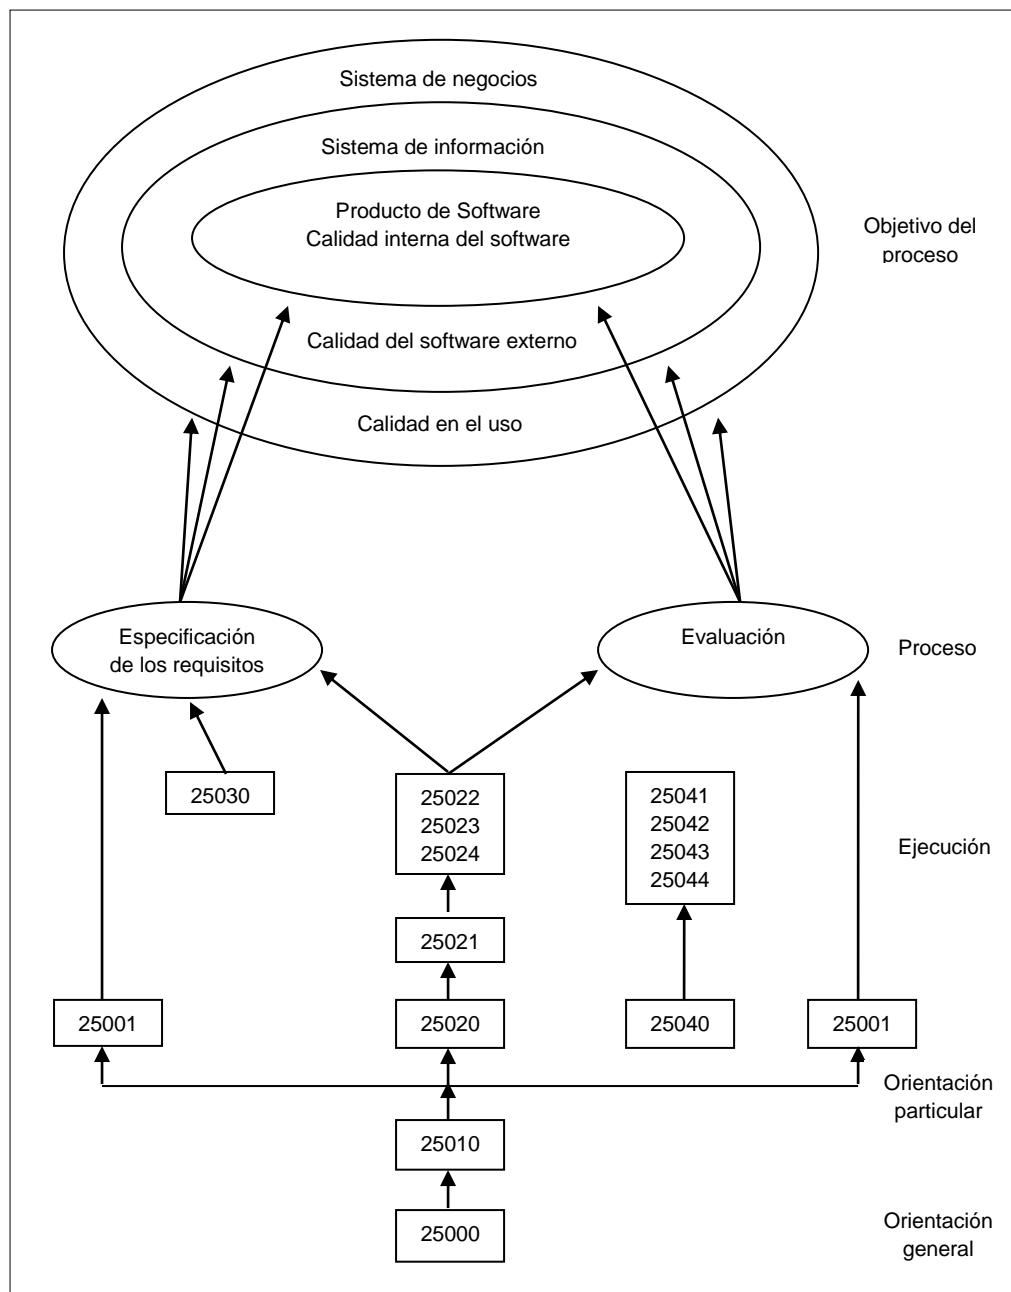 Sistema de negocios
Sistema de información
Producto de Software
Calidad interna del software
Objetivo del
proceso
Calidad del software externo
Calidad en el uso
Especificación
de los requisitos
Evaluación
Proceso
25030
25022
25023
25024
25041
25042
25043
25044
Ejecución
25021
25001
25020
25040
25001
Orientación
particular
25010
25000
Orientación
general